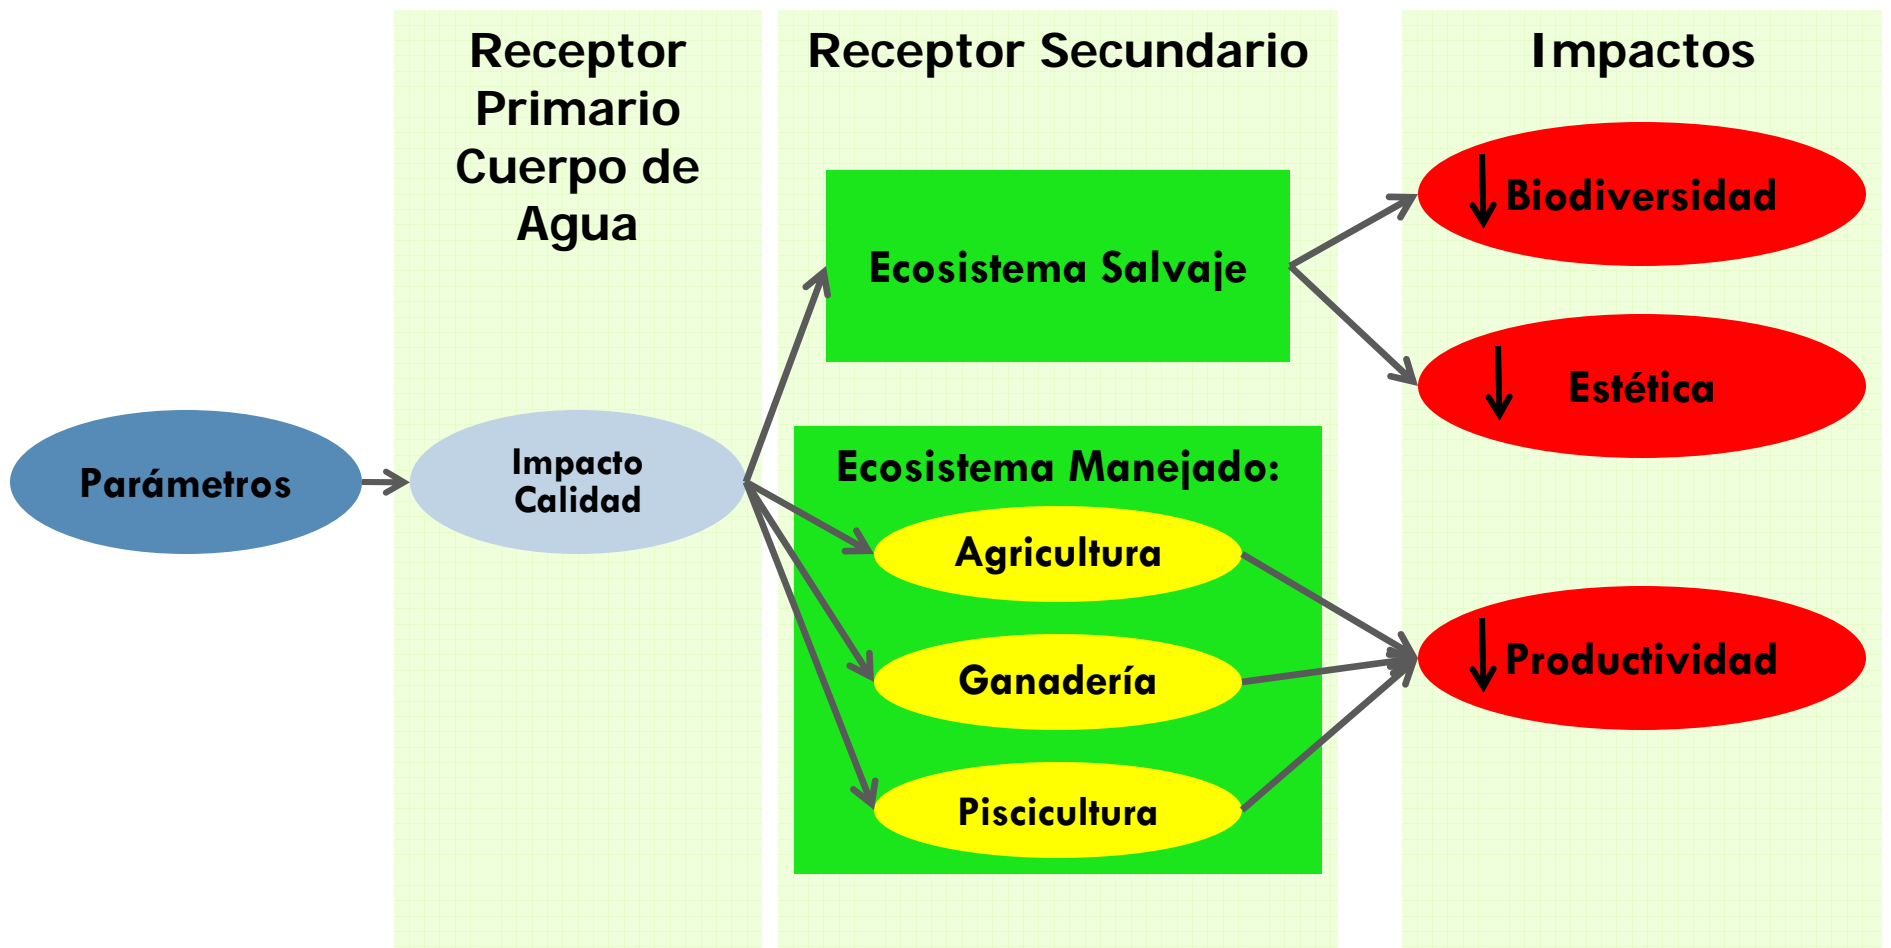 Receptor
Primario
Cuerpo de
Agua
Receptor Secundario
Impactos
Parámetros
Impacto
Calidad
Ecosistema Salvaje
Ecosistema Manejado:
Agricultura
Ganadería
Piscicultura
Biodiversidad
Estética
Productividad